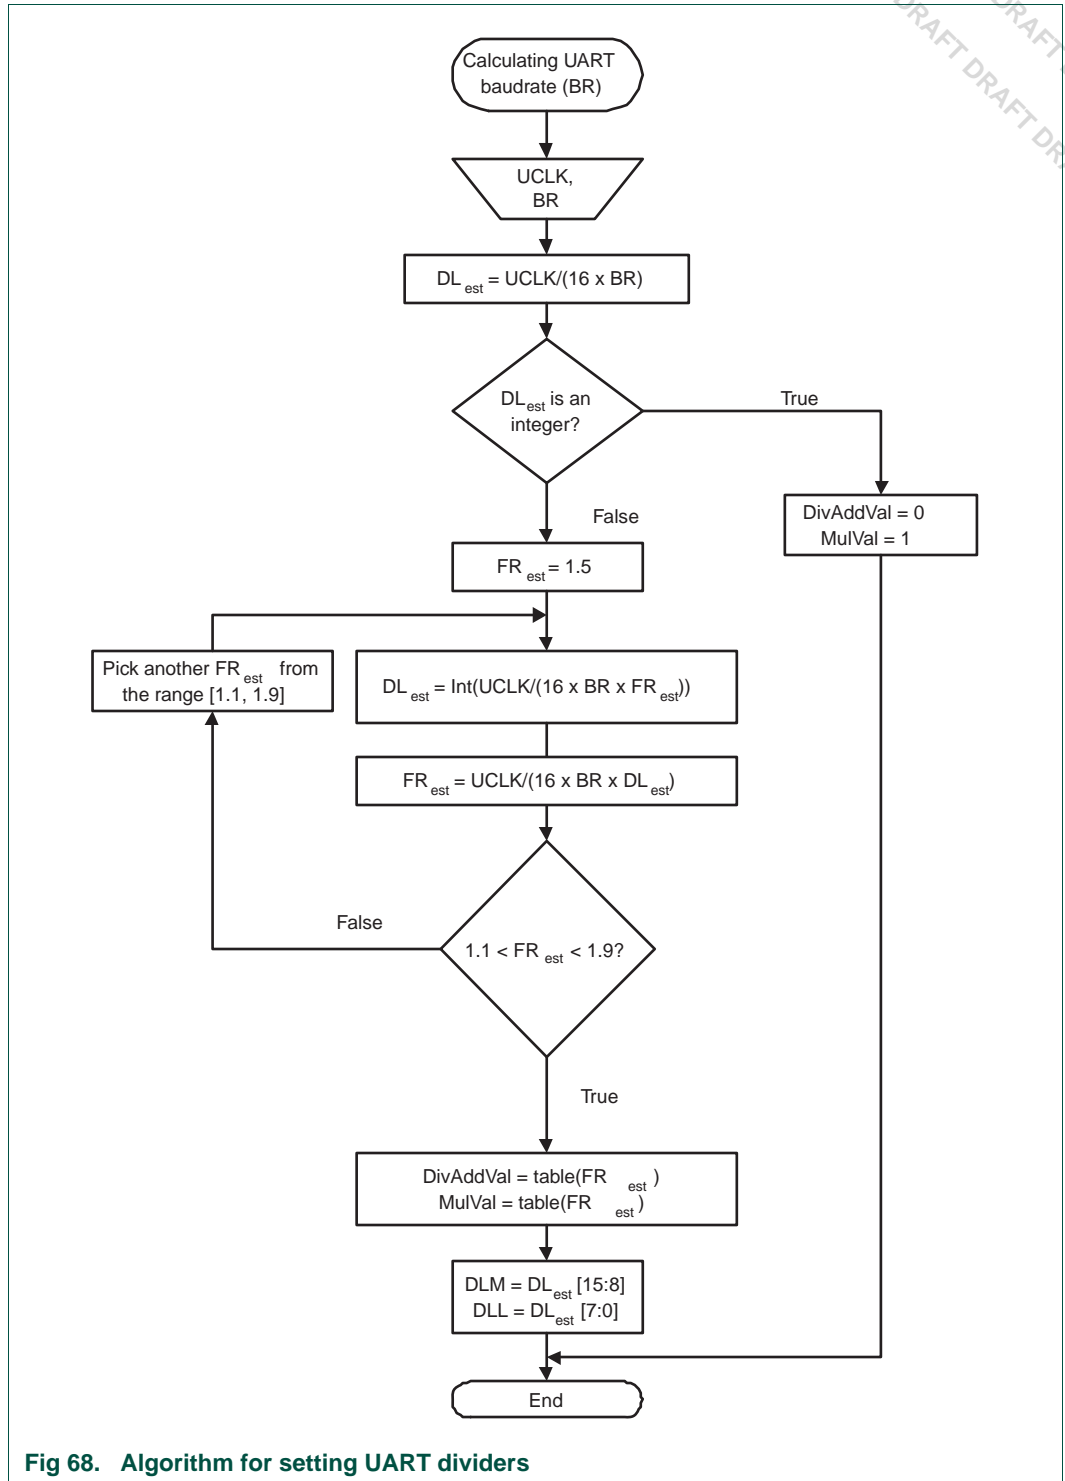 DRAFT DRAFT DRA
DRAFT D
Calculating UART
baudrate (BR)
UCLK,
BR
DL est = UCLK/(16 x BR)
DLest is an
integer?
True
False
DivAddVal = 0
MulVal = 1
FR est = 1.5
Pick another FR est from
the range [1.1, 1.9]
DL est = Int(UCLK/(16 x BR x FR est))
FR est = UCLK/(16 x BR x DL est)
False
1.1 < FR est < 1.9?
True
DivAddVal = table(FR est )
MulVal = table(FR est )
DLM = DLest [15:8]
DLL = DLest [7:0]
End
Fig 68. Algorithm for setting UART dividers